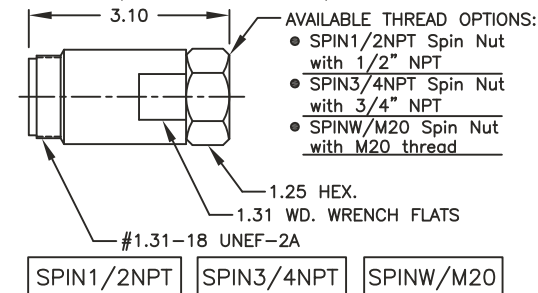 3.10
AVAILABLE THREAD OPTIONS:
● SPIN1/2NPT Spin Nut
with 1/2” NPT
● SPIN3/4NPT Spin Nut
with 3/4” NPT
● SPINW/M20 Spin Nut
with M20 thread
1.25 HEX.
1.31 WD. WRENCH FLATS
#1.31-18 UNEF-2A
SPIN1/2NPT
SPIN3/4NPT
SPINW/M20